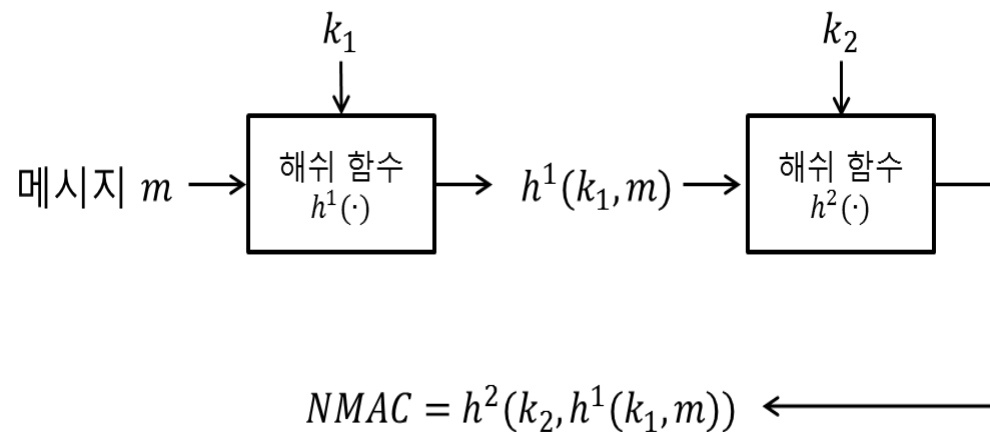 k₁
k₂
메시지 m
해쉬 함수
h¹(·)
h¹(k₁, m)
해쉬 함수
h²(·)
NMAC = h²(k₂, h¹(k₁, m))